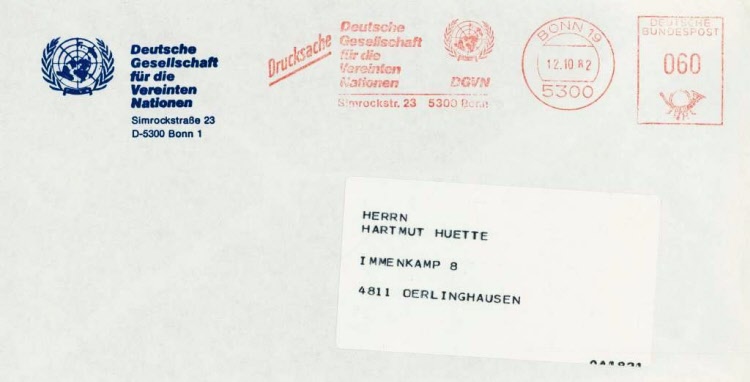 Deutsche
Gesellschaft
für die
Vereinten
Nationen
Simrockstraße 23
D-5300 Bonn 1
Drucksache
Deutsche
Gesellschaft
für die
Vereinten
Nationen DGVN
Simrockstr. 23 5300 Bonn
BONN 19
12.10.82
5300
DEUTSCHE
BUNDESPOST
060
HERRN
HARTMUT HUETTE
IMMENKAMP 8
4811 OERLINGHAUSEN